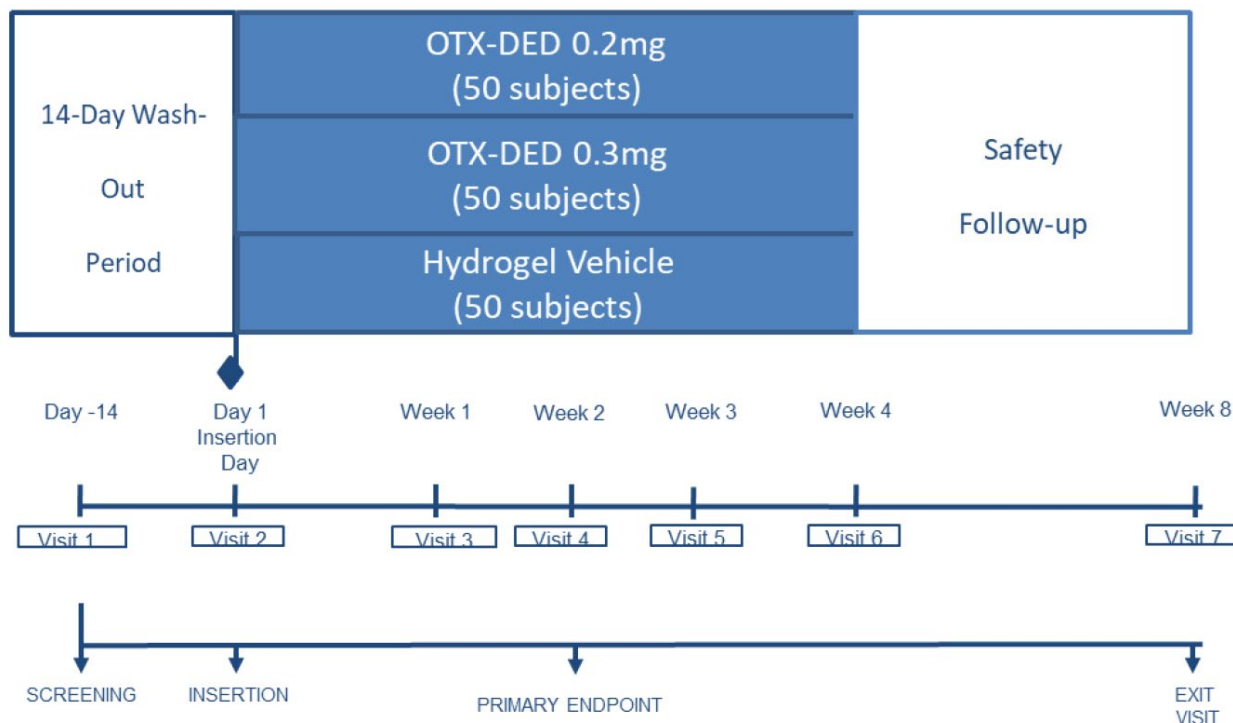 OTX-DED 0.2mg
(50 subjects)
14-Day Wash-
Out
Period
OTX-DED 0.3mg
(50 subjects)
Safety
Follow-up
Hydrogel Vehicle
(50 subjects)
Day -14
Day 1
Insertion
Day
Week 1
Week 2
Week 3
Week 4
Week 8
Visit 1
Visit 2
Visit 3
Visit 4
Visit 5
Visit 6
Visit 7
SCREENING
INSERTION
PRIMARY ENDPOINT
EXIT
VISIT